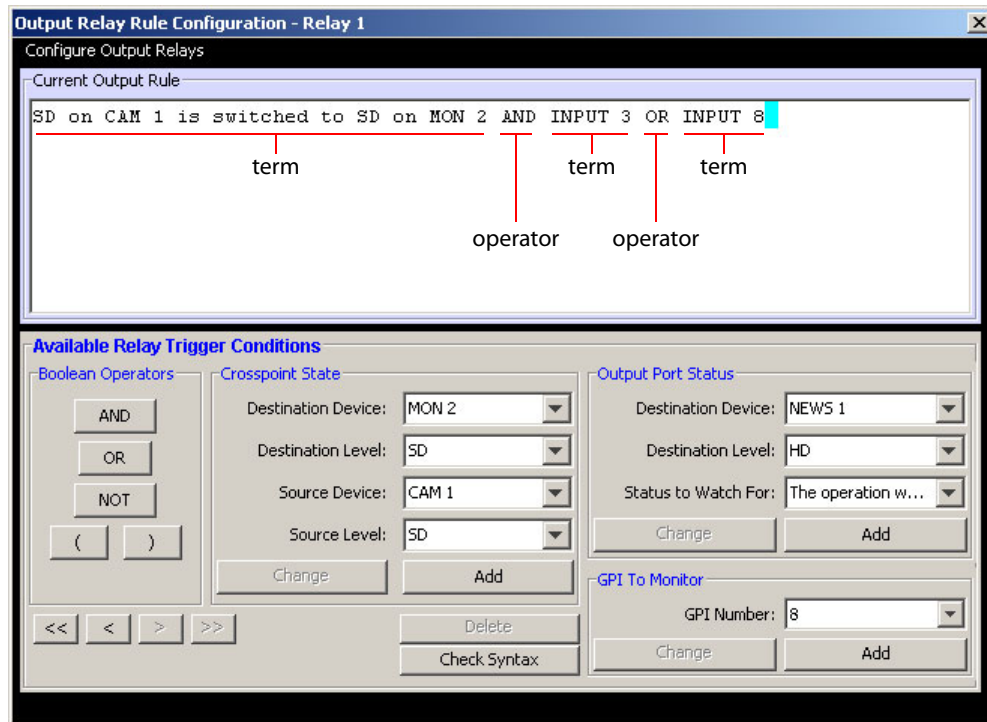 Output Relay Rule Configuration - Relay 1
Configure Output Relays
Current Output Rule
SD on CAM 1 is switched to SD on MON 2 AND INPUT 3 OR INPUT 8
term term term
operator operator
Available Relay Trigger Conditions
Boolean Operators
AND
OR
NOT
( )
Crosspoint State
Destination Device: MON 2
Destination Level: SD
Source Device: CAM 1
Source Level: SD
Change Add
Output Port Status
Destination Device: NEWS 1
Destination Level: HD
Status to Watch For: The operation w...
Change Add
GPI To Monitor
GPI Number: 8
Change Add
<< < > >>
Delete
Check Syntax